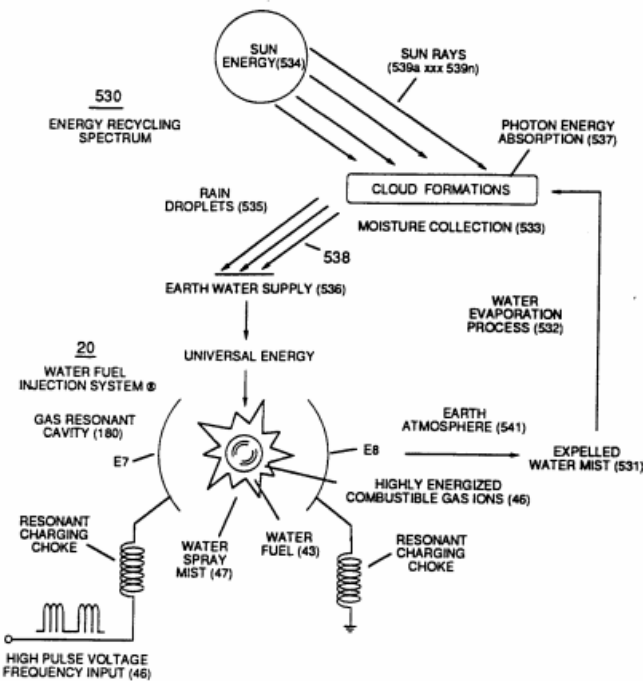 SUN
ENERGY(534)
SUN RAYS
(539a xxx 539n)
530
ENERGY RECYCLING
SPECTRUM
PHOTON ENERGY
ABSORPTION (537)
CLOUD FORMATIONS
RAIN
DROPLETS (535)
MOISTURE COLLECTION (533)
538
EARTH WATER SUPPLY (536)
WATER
EVAPORATION
PROCESS (532)
UNIVERSAL ENERGY
20
WATER FUEL
INJECTION SYSTEM ®
GAS RESONANT
CAVITY (180)
E7
E8
EARTH
ATMOSPHERE (541)
EXPELLED
WATER MIST (531)
HIGHLY ENERGIZED
COMBUSTIBLE GAS IONS (46)
RESONANT
CHARGING
CHOKE
WATER
SPRAY
MIST (47)
WATER
FUEL (43)
RESONANT
CHARGING
CHOKE
HIGH PULSE VOLTAGE
FREQUENCY INPUT (46)